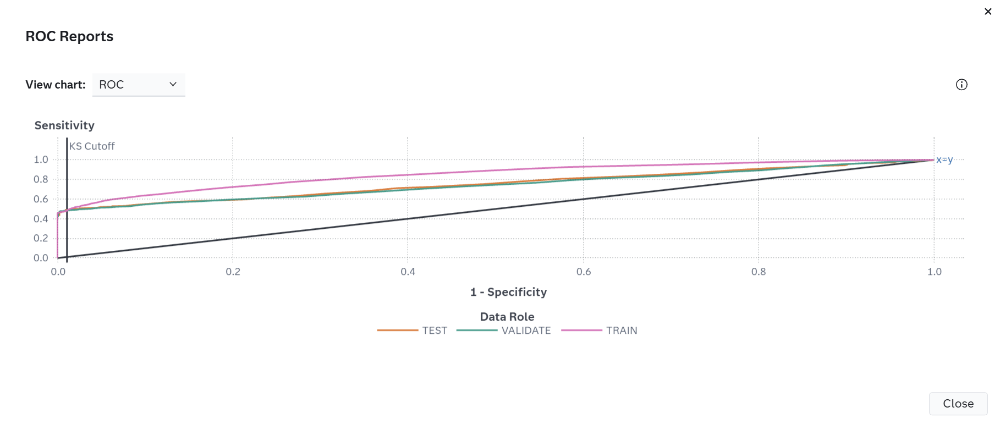 ROC Reports
View chart: ROC
Sensitivity
KS Cutoff
1.0
x=y
0.8
0.6
0.4
0.2
0.0
0.0 0.2 0.4 0.6 0.8 1.0
1 - Specificity
Data Role
TEST VALIDATE TRAIN
Close